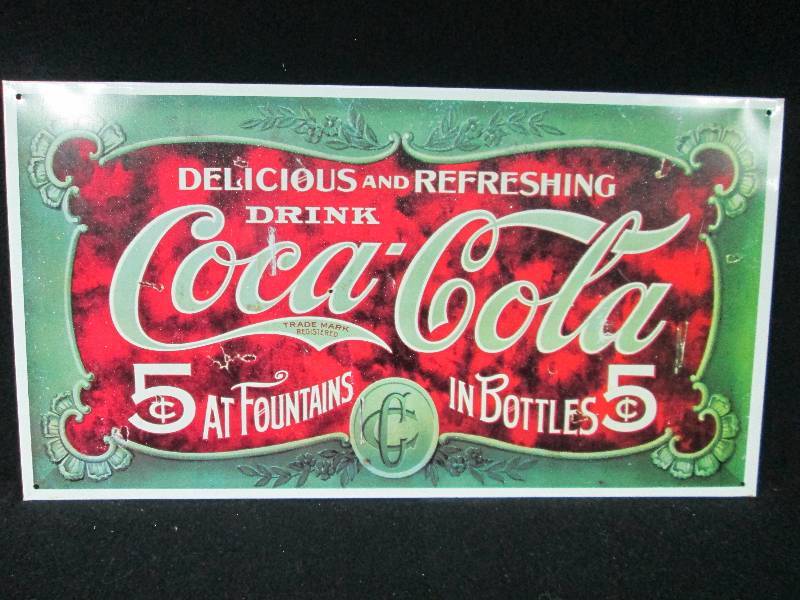 DELICIOUS AND REFRESHING
DRINK
Coca-Cola
TRADE MARK
REGISTERED
5¢ AT FOUNTAINS CC IN BOTTLES 5¢